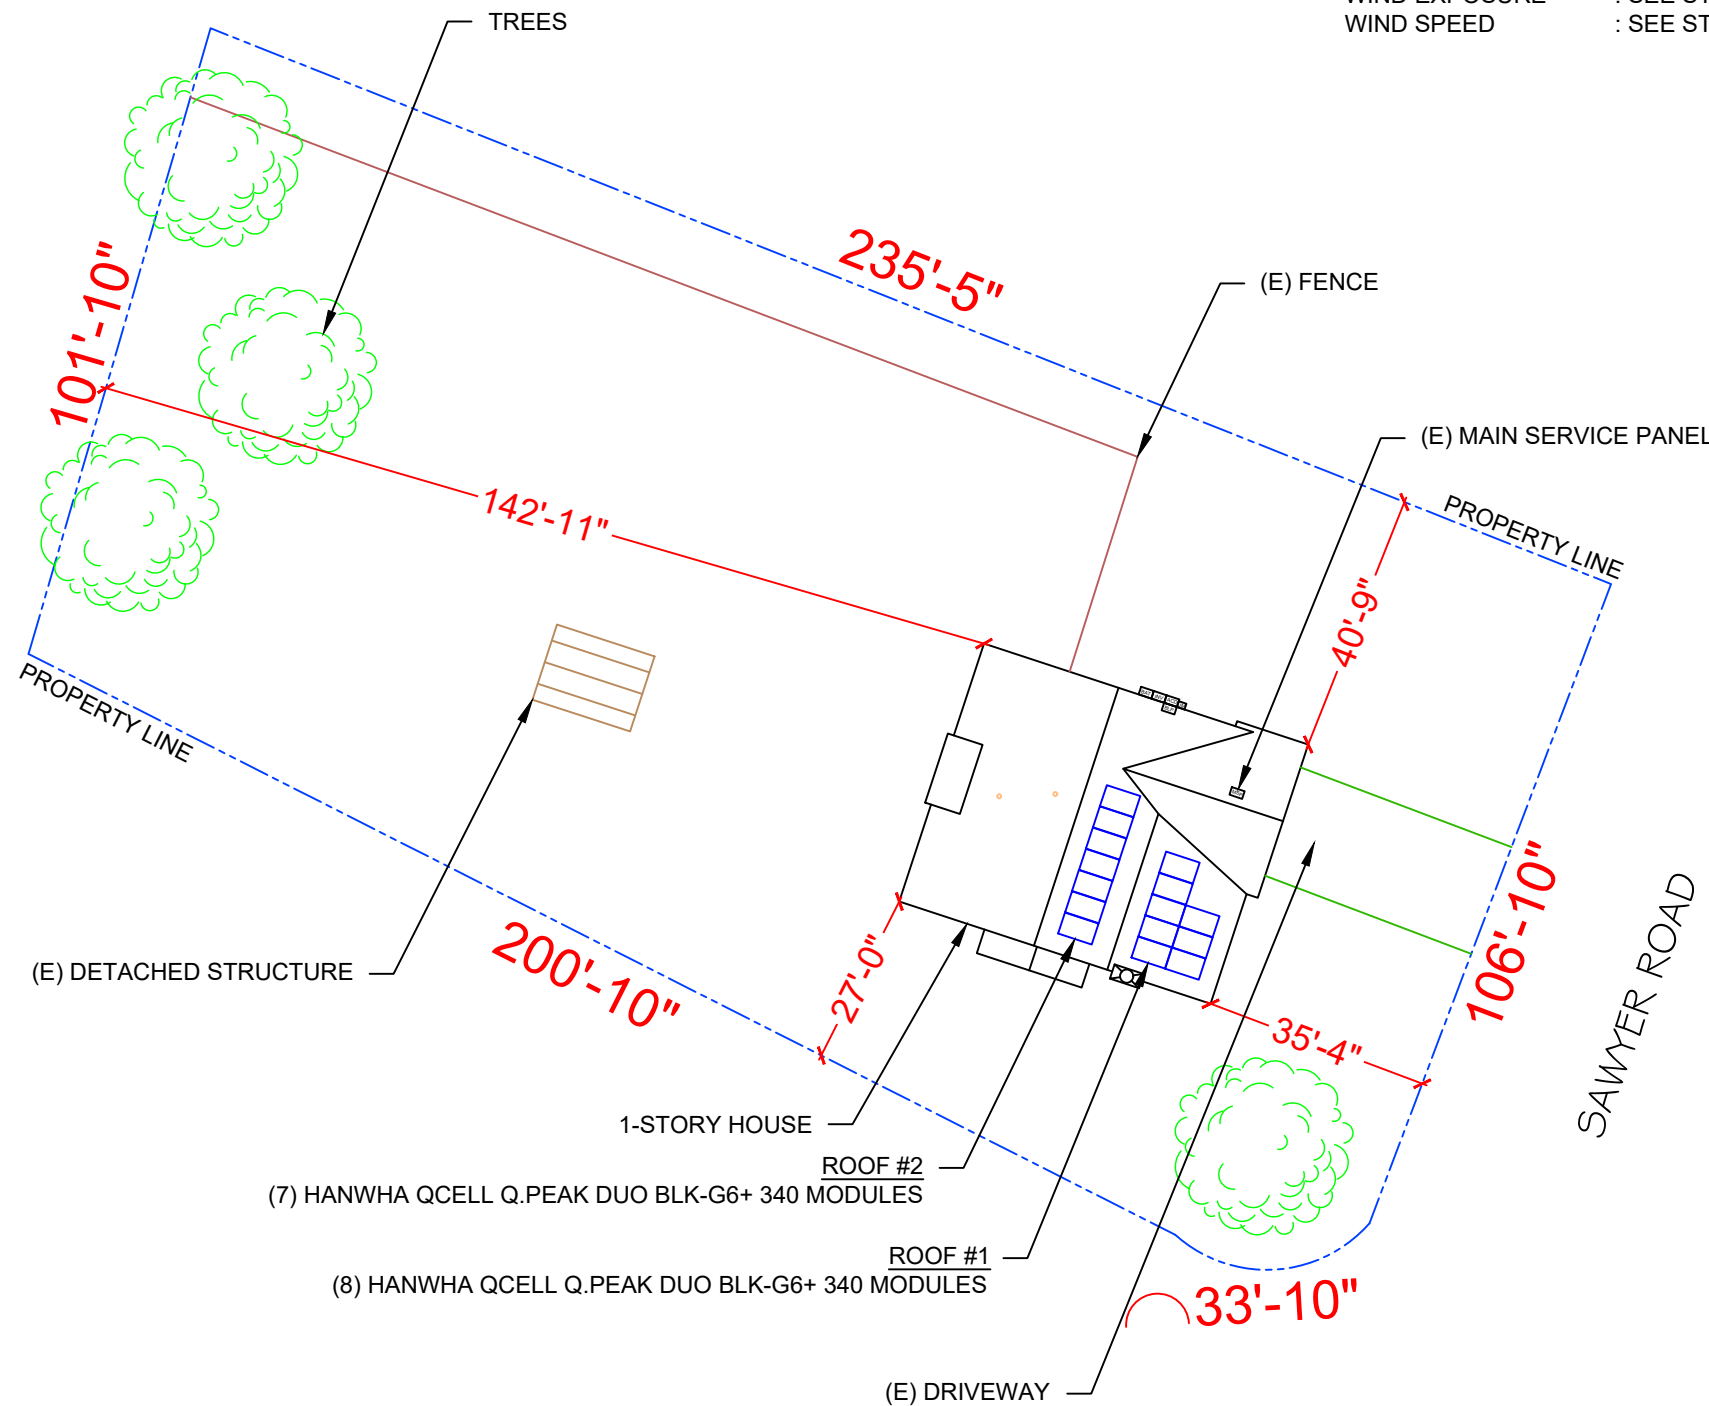 : SEE
WIND SPEED : SEE
TREES
235'-5"
(E) FENCE
101'-10"
(E) MAIN SERVICE PANEL
PROPERTY LINE
142'-11"
40'-9"
PROPERTY LINE
106'-10"
SAWYER ROAD
(E) DETACHED STRUCTURE
200'-10"
27'-0"
35'-4"
1-STORY HOUSE
ROOF #2
(7) HANWHA QCELL Q.PEAK DUO BLK-G6+ 340 MODULES
ROOF #1
(8) HANWHA QCELL Q.PEAK DUO BLK-G6+ 340 MODULES
33'-10"
(E) DRIVEWAY